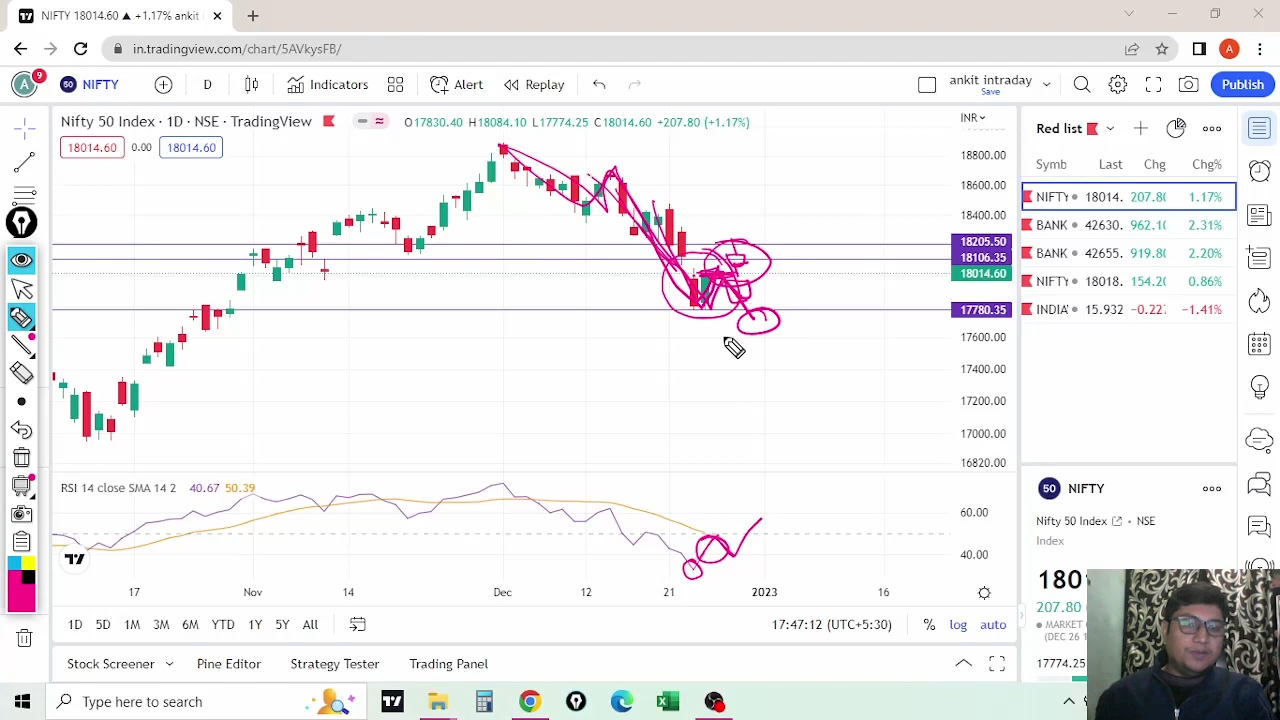 NIFTY 18014.60 ▲ +1.17% ankit
in.tradingview.com/chart/5AVkysFB/
A
A 9
50 NIFTY
D
Indicators
Alert
Replay
ankit intraday
Save
Publish
Nifty 50 Index · 1D · NSE · TradingView
O17830.40 H18084.10 L17774.25 C18014.60 +207.80 (+1.17%)
INR
18014.60 0.00 18014.60
18800.00
18600.00
18400.00
18205.50
18106.35
18014.60
17780.35
17600.00
17400.00
17200.00
17000.00
16820.00
RSI 14 close SMA 14 2 40.67 50.39
60.00
40.00
17 Nov 14 Dec 12 21 2023 16
1D 5D 1M 3M 6M YTD 1Y 5Y All
17:47:12 (UTC+5:30)
% log auto
Stock Screener Pine Editor Strategy Tester Trading Panel
Red list
Symb Last Chg Chg%
NIFTY 18014. 207.80 1.17%
BANK 42630. 962.10 2.31%
BANK 42655. 919.80 2.20%
NIFTY 18018. 154.20 0.86%
INDIA 15.932 −0.227 −1.41%
50 NIFTY
Nifty 50 Index · NSE
Index
180
207.80
MARKET
(DEC 26
17774.25
Type here to search